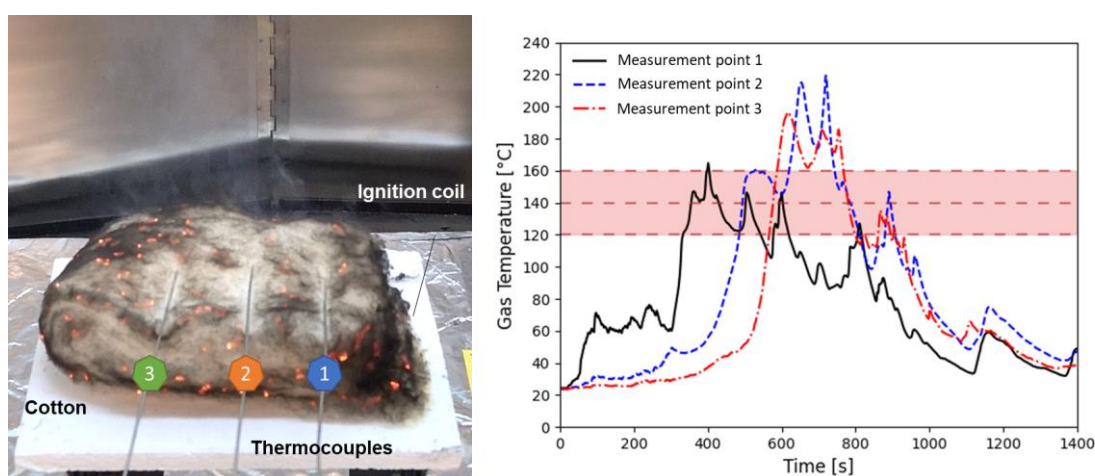 Ignition coil
3
2
1
Cotton
Thermocouples
Gas Temperature [°C]
240
220
200
180
160
140
120
100
80
60
40
20
0
Measurement point 1
Measurement point 2
Measurement point 3
0 200 400 600 800 1000 1200 1400
Time [s]